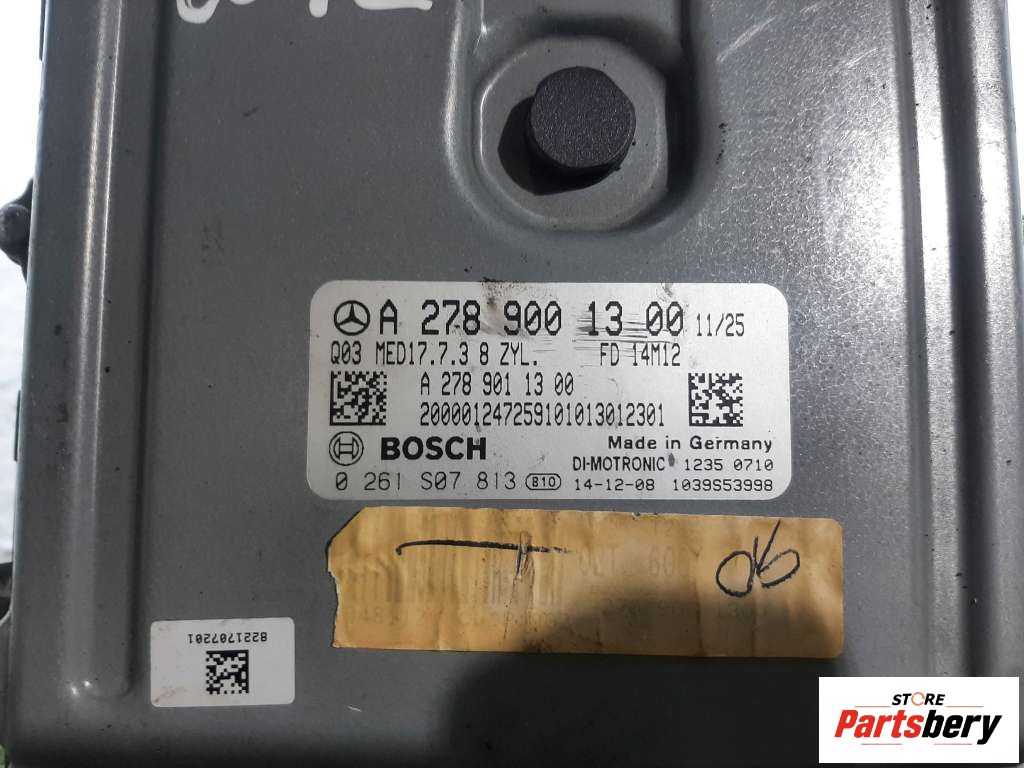 A 278 900 13 00 11/25
Q03 MED17.7.3 8 ZYL. FD 14M12
A 278 901 13 00
200001247259101013012301
BOSCH Made in Germany
DI-MOTRONIC 1235 0710
0 261 S07 813 810 14-12-08 1039S53998
06
8221707201
STORE
Partsbery